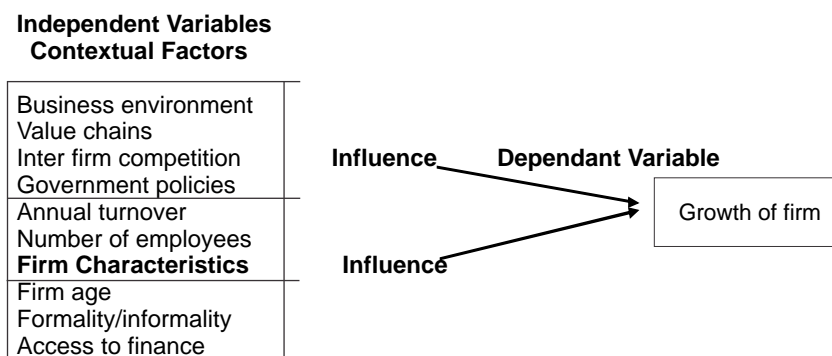 Independent Variables
Contextual Factors
Business environment
Value chains
Inter firm competition
Government policies
Annual turnover
Number of employees
Firm Characteristics
Firm age
Formality/informality
Access to finance
Influence
Influence
Dependant Variable
Growth of firm